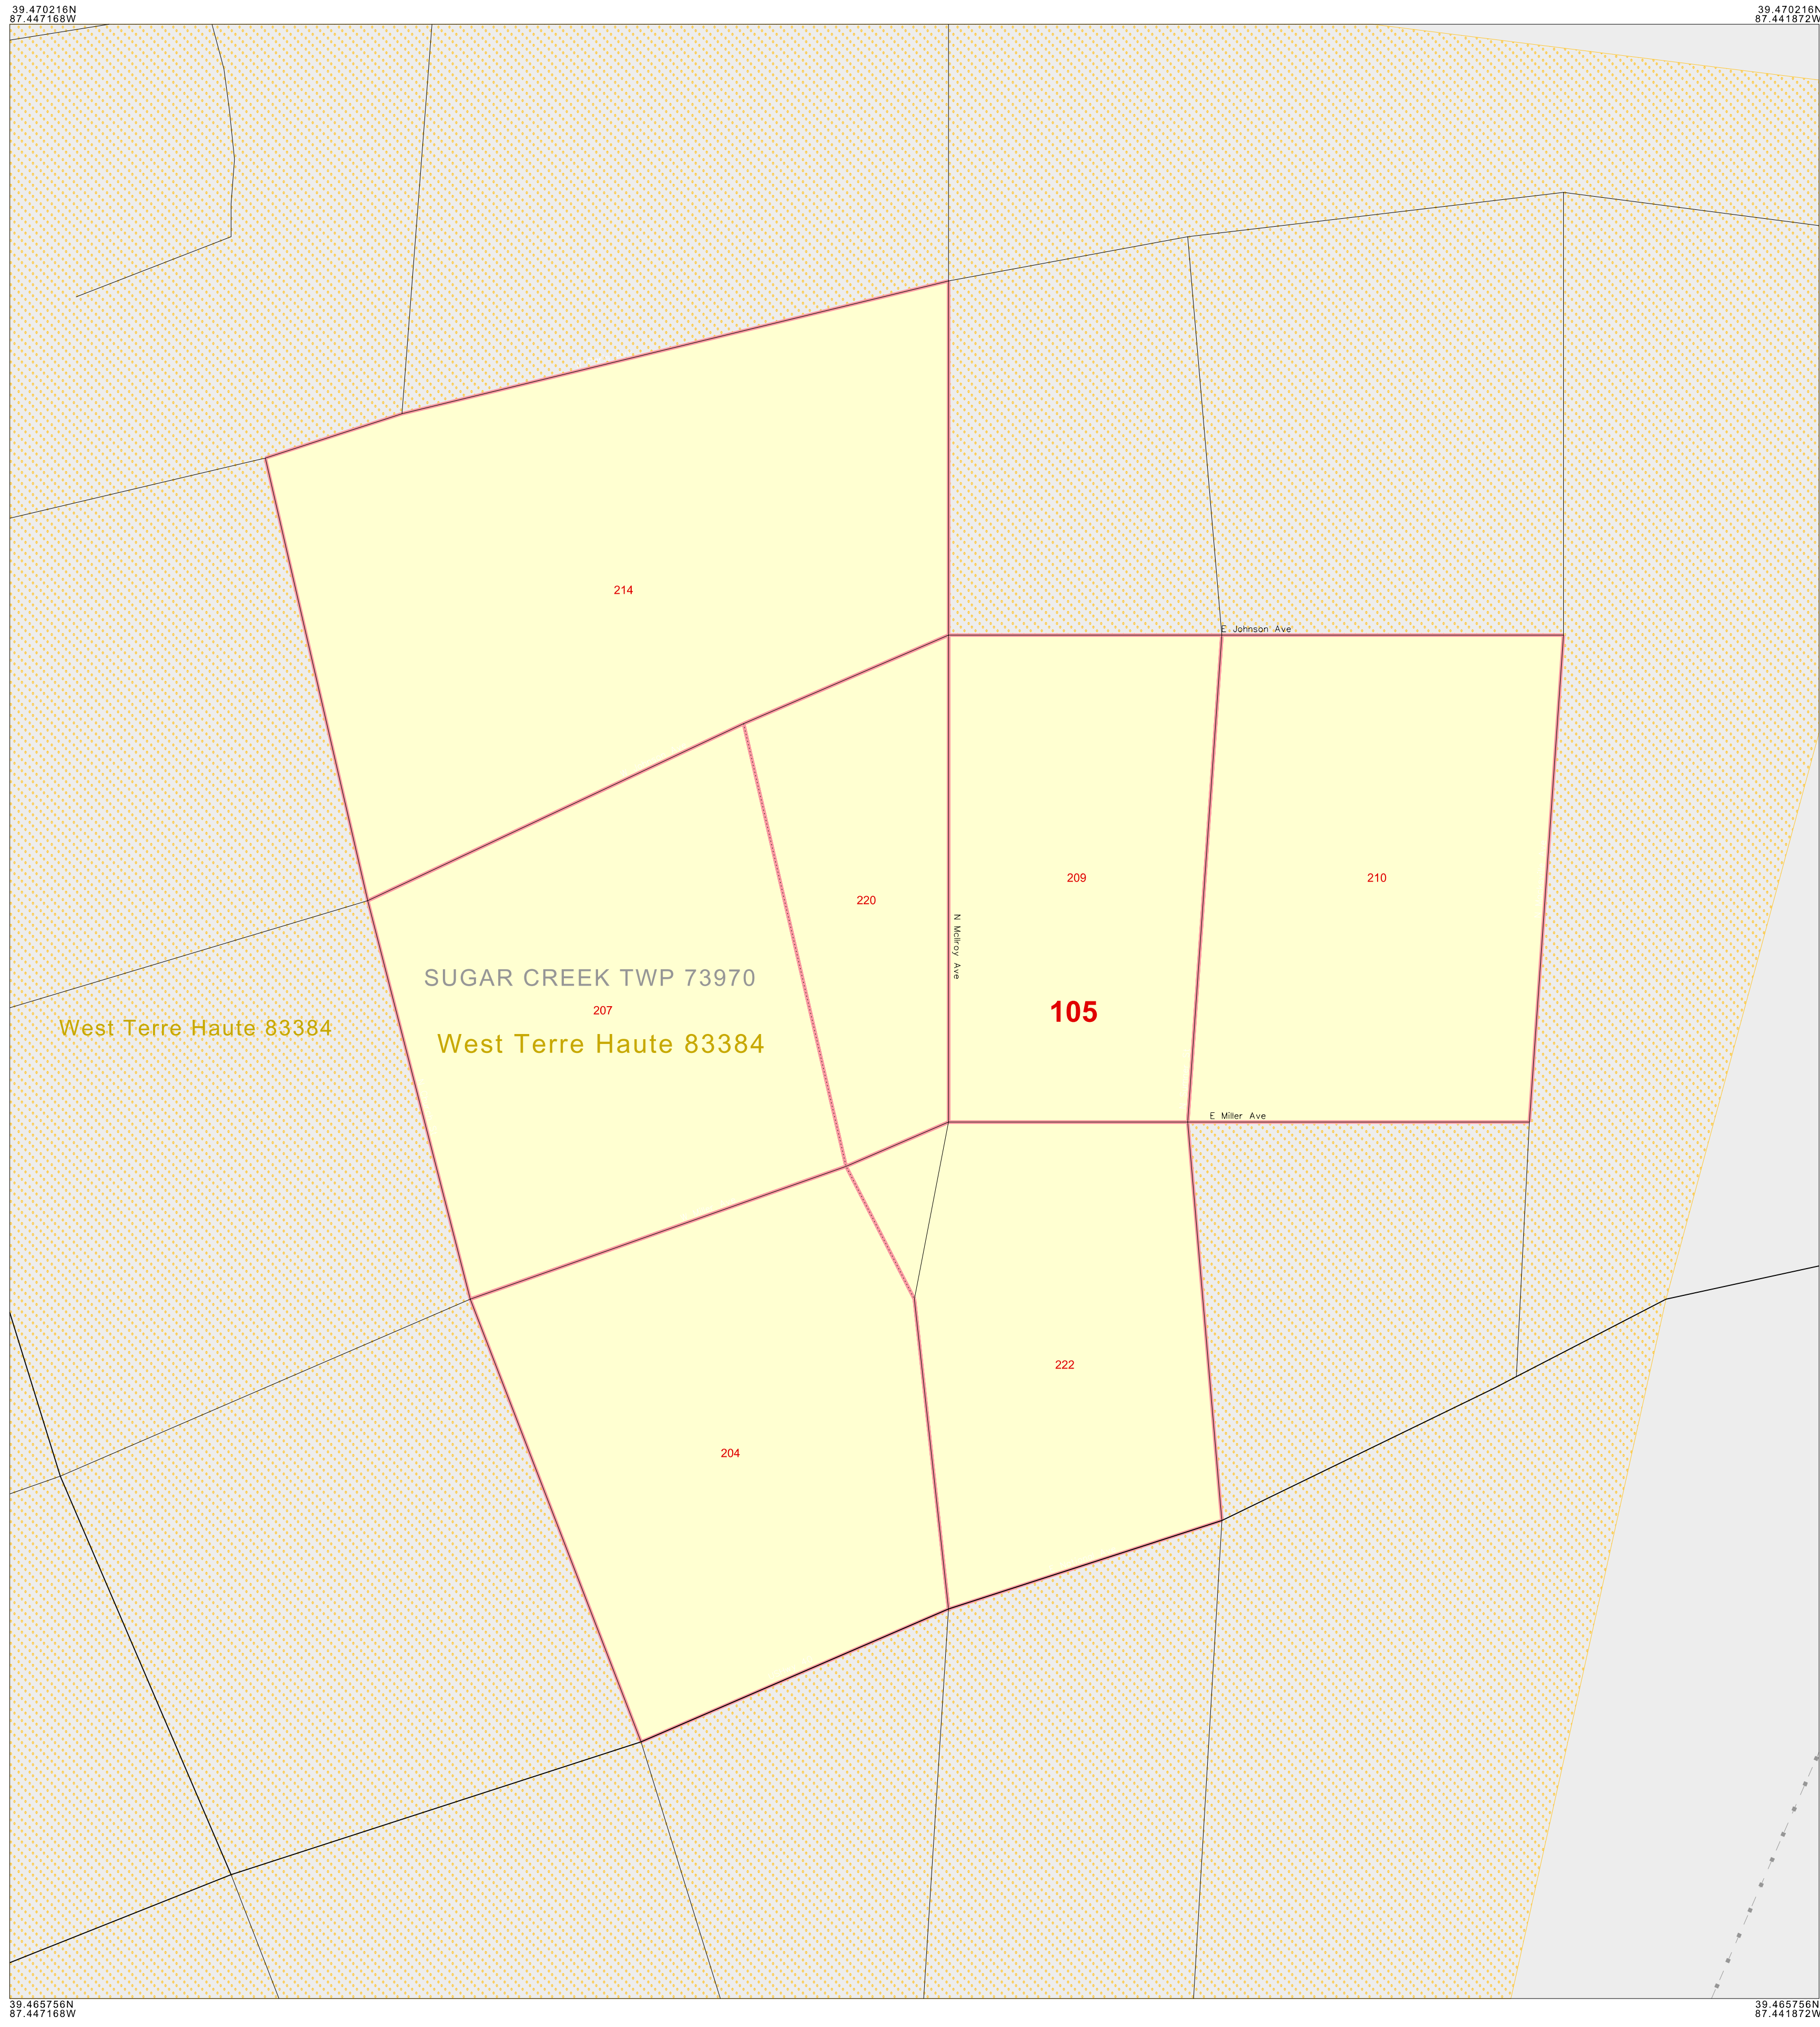 39.470216N
87.447168W
39.470216N
87.441872W
214
E Johnson Ave
209
210
220
N McIlroy Ave
SUGAR CREEK TWP 73970
207
105
West Terre Haute 83384
West Terre Haute 83384
E Miller Ave
222
204
39.465756N
87.447168W
39.465756N
87.441872W